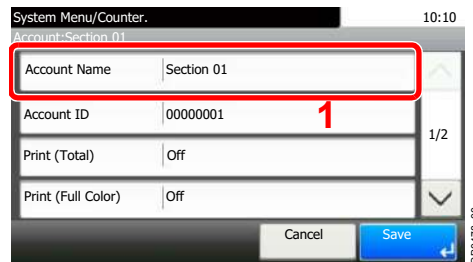 System Menu/Counter. 10:10
Account:Section 01
Account Name Section 01
Account ID 00000001
1
1/2
Print (Total) Off
Print (Full Color) Off
Cancel Save